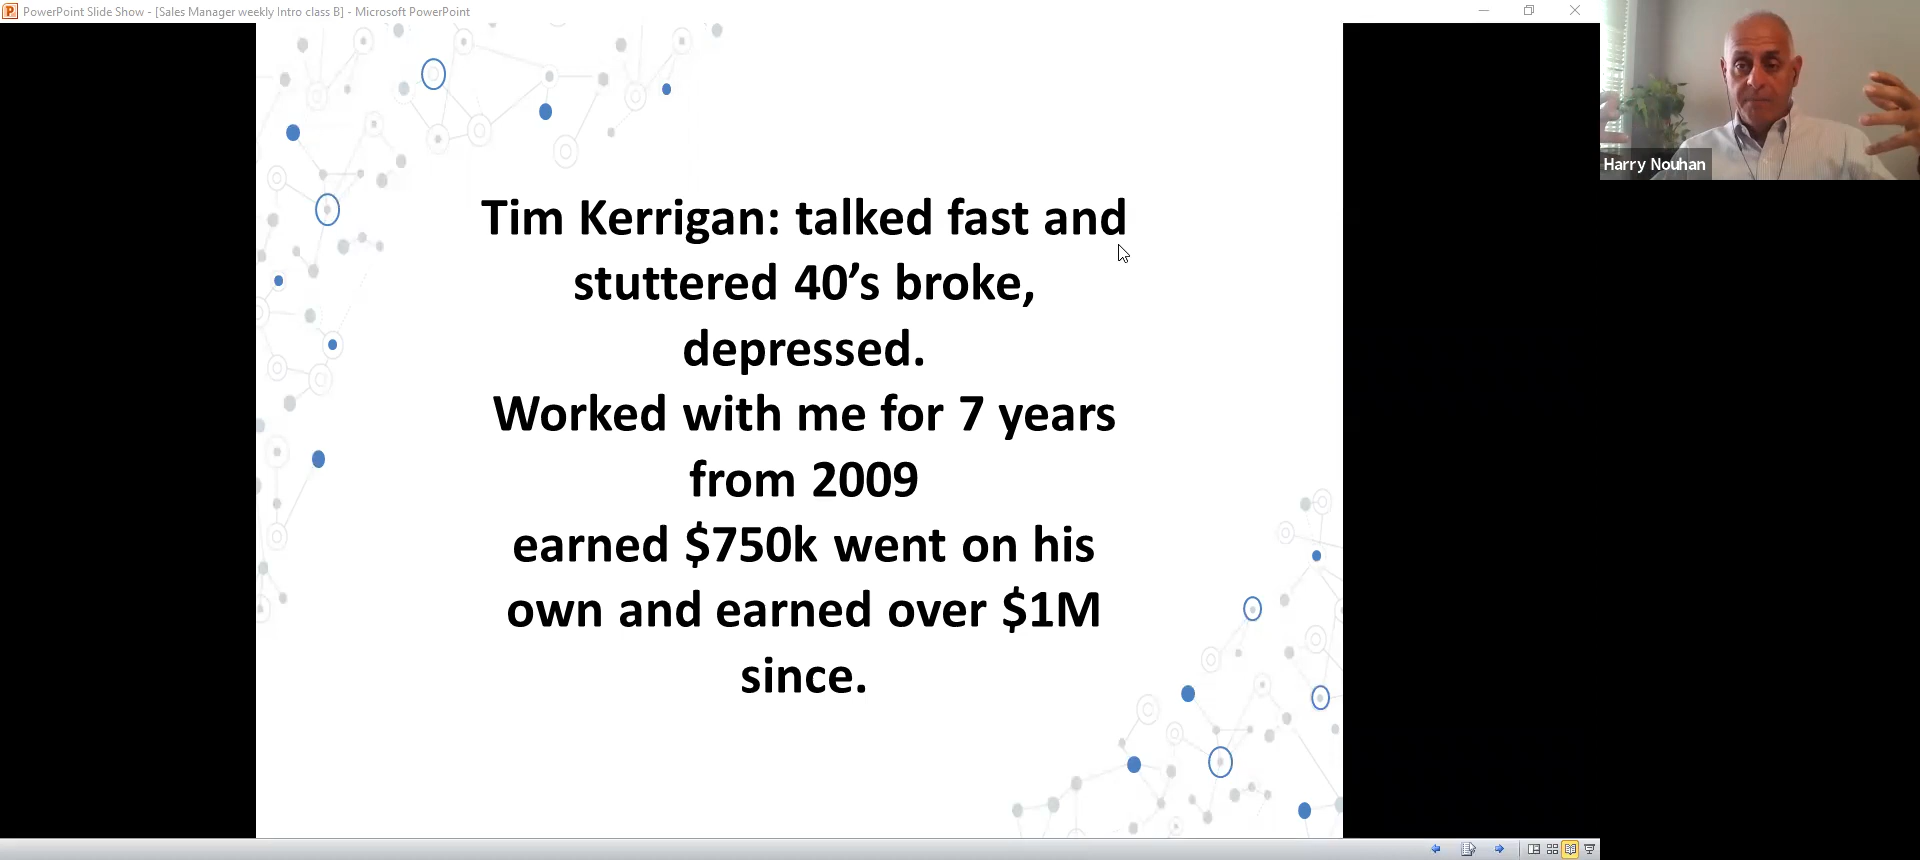 PowerPoint Slide Show - [Sales Manager weekly Intro class B] - Microsoft PowerPoint
Harry Nouhan
Tim Kerrigan: talked fast and
stuttered 40’s broke,
depressed.
Worked with me for 7 years
from 2009
earned $750k went on his
own and earned over $1M
since.